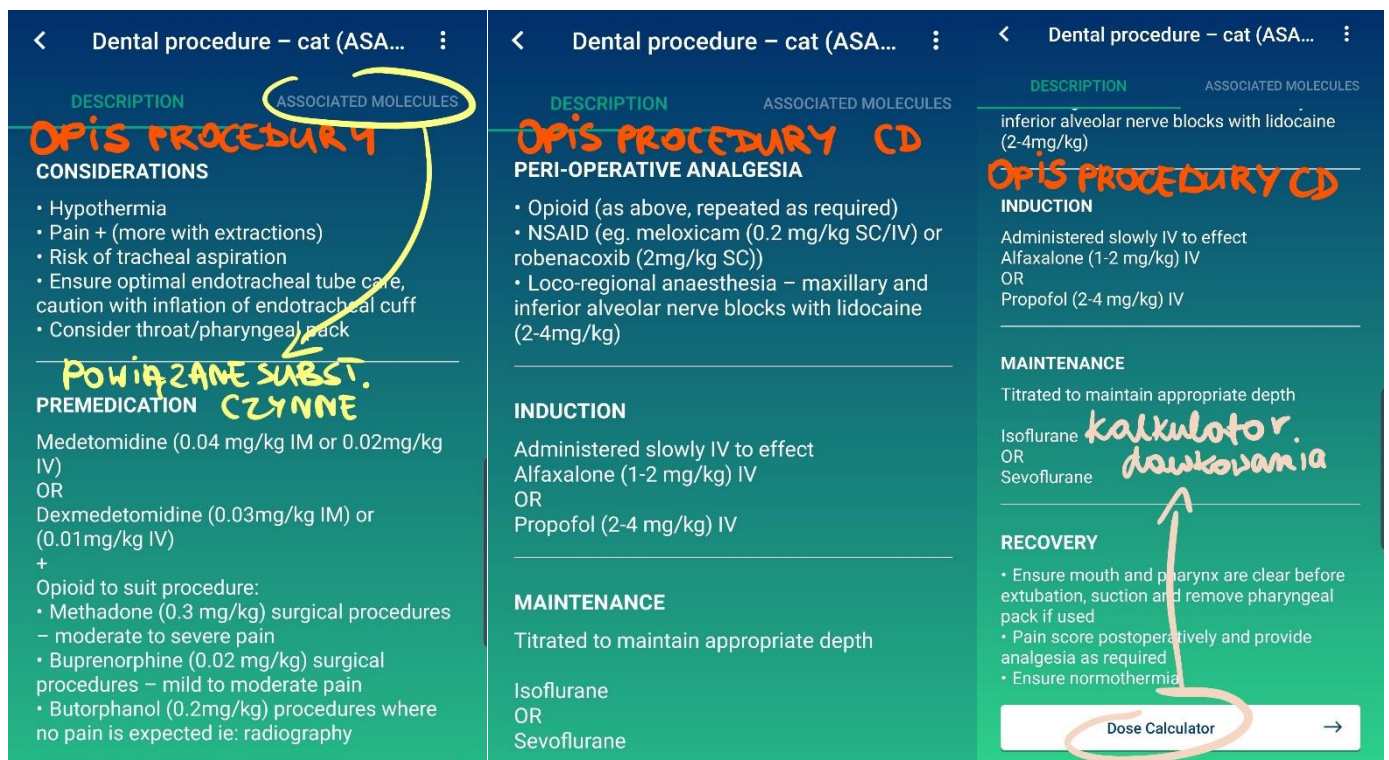 Dental procedure – cat (ASA...
DESCRIPTION
ASSOCIATED MOLECULES
OPiS PROCEDURY
CONSIDERATIONS
• Hypothermia
• Pain + (more with extractions)
• Risk of tracheal aspiration
• Ensure optimal endotracheal tube care,
caution with inflation of endotracheal cuff
• Consider throat/pharyngeal pack
POWIĄZANE SUBST.
CZYNNE
PREMEDICATION
Medetomidine (0.04 mg/kg IM or 0.02mg/kg
IV)
OR
Dexmedetomidine (0.03mg/kg IM) or
(0.01mg/kg IV)
+
Opioid to suit procedure:
• Methadone (0.3 mg/kg) surgical procedures
– moderate to severe pain
• Buprenorphine (0.02 mg/kg) surgical
procedures – mild to moderate pain
• Butorphanol (0.2mg/kg) procedures where
no pain is expected ie: radiography
Dental procedure – cat (ASA...
DESCRIPTION
ASSOCIATED MOLECULES
OPiS PROCEDURY CD
PERI-OPERATIVE ANALGESIA
• Opioid (as above, repeated as required)
• NSAID (eg. meloxicam (0.2 mg/kg SC/IV) or
robenacoxib (2mg/kg SC))
• Loco-regional anaesthesia – maxillary and
inferior alveolar nerve blocks with lidocaine
(2-4mg/kg)
INDUCTION
Administered slowly IV to effect
Alfaxalone (1-2 mg/kg) IV
OR
Propofol (2-4 mg/kg) IV
MAINTENANCE
Titrated to maintain appropriate depth
Isoflurane
OR
Sevoflurane
Dental procedure – cat (ASA...
DESCRIPTION
ASSOCIATED MOLECULES
inferior alveolar nerve blocks with lidocaine
(2-4mg/kg)
OPiS PROCEDURY CD
INDUCTION
Administered slowly IV to effect
Alfaxalone (1-2 mg/kg) IV
OR
Propofol (2-4 mg/kg) IV
MAINTENANCE
Titrated to maintain appropriate depth
Isoflurane
OR
Sevoflurane
kalkulator.
dawkowania
RECOVERY
• Ensure mouth and pharynx are clear before
extubation, suction and remove pharyngeal
pack if used
• Pain score postoperatively and provide
analgesia as required
• Ensure normothermia
Dose Calculator